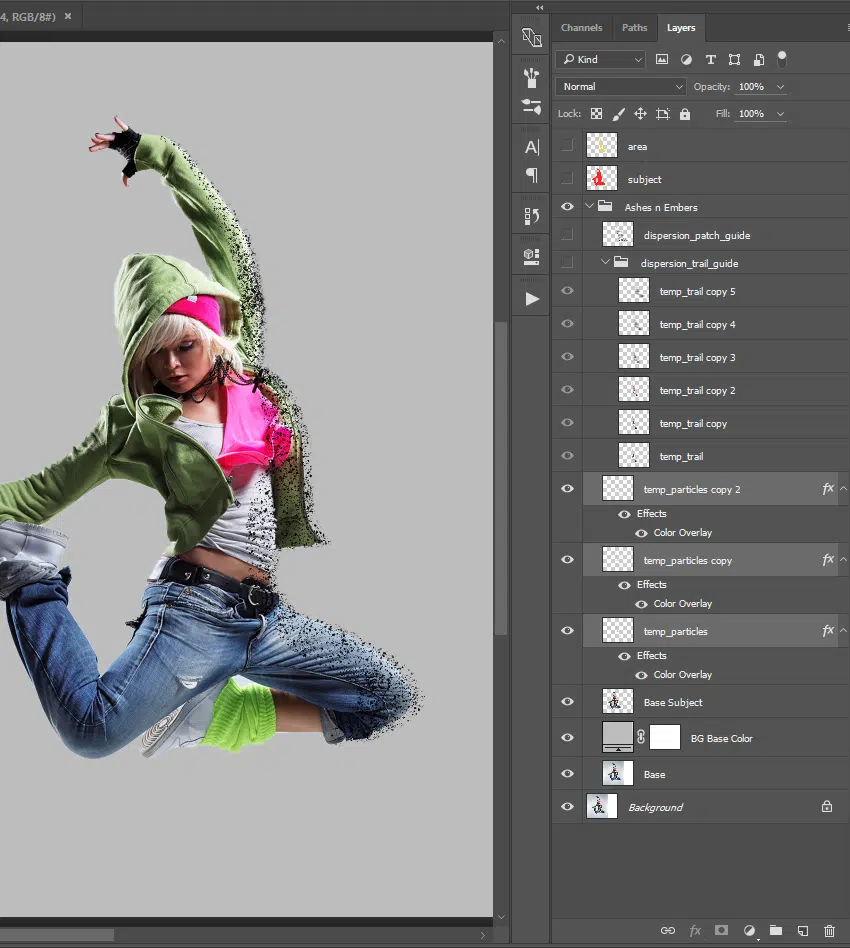 4, RGB/8#) ×
Channels Paths Layers
Kind
Normal Opacity: 100%
Lock: Fill: 100%
area
subject
Ashes n Embers
dispersion_patch_guide
dispersion_trail_guide
temp_trail copy 5
temp_trail copy 4
temp_trail copy 3
temp_trail copy 2
temp_trail copy
temp_trail
temp_particles copy 2 fx
Effects
Color Overlay
temp_particles copy fx
Effects
Color Overlay
temp_particles fx
Effects
Color Overlay
Base Subject
BG Base Color
Base
Background
fx